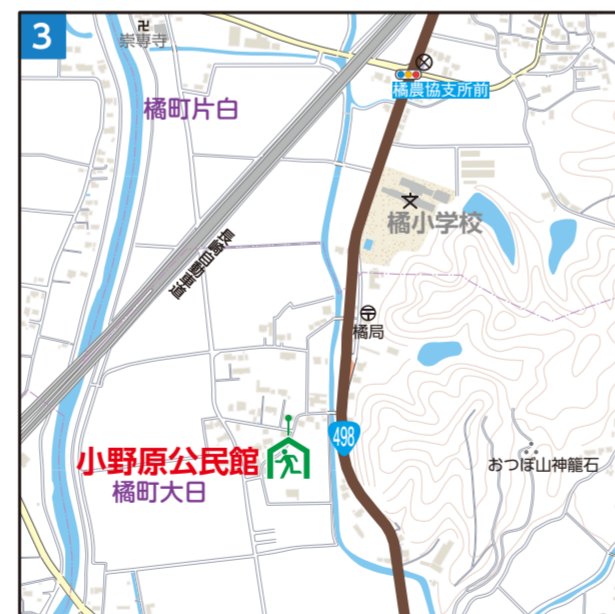 3
卍
崇専寺
橘町片白
橘農協支所前
文
橘小学校
長崎自動車道
〒
橘局
498
小野原公民館
橘町大日
おつぼ山神籠石